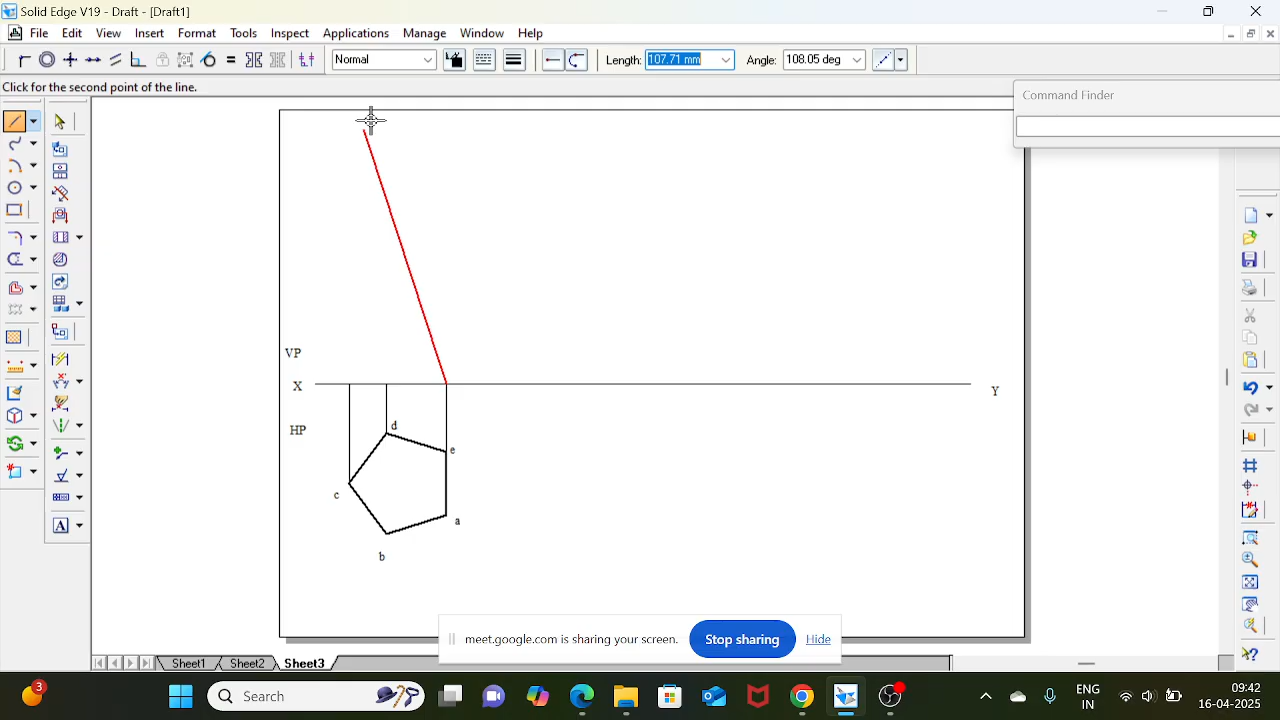 Solid Edge V19 - Draft - [Draft1]
File Edit View Insert Format Tools Inspect Applications Manage Window Help
Normal Length: 107.71 mm Angle: 108.05 deg
Click for the second point of the line.
Command Finder
VP
X
Y
HP
d
e
c
a
b
A
meet.google.com is sharing your screen. Stop sharing Hide
Sheet1 Sheet2 Sheet3
3 Search ENG 09:42
IN 16-04-2025